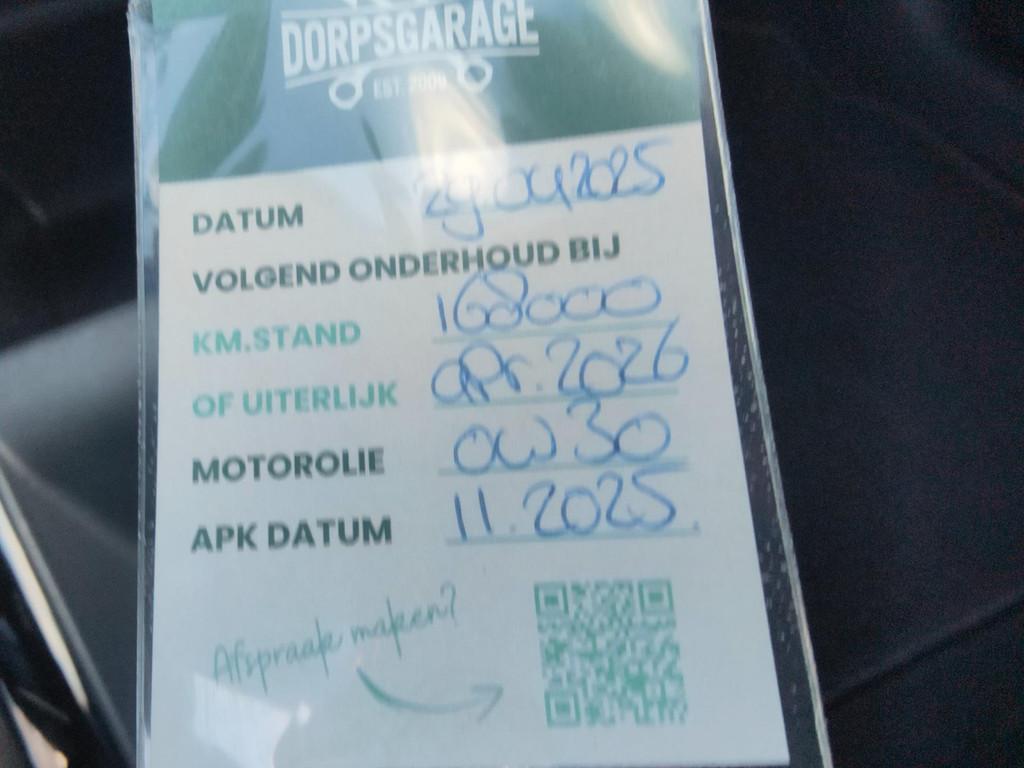 DORPSGARAGE
EST. 2009
DATUM 29.04.2025
VOLGEND ONDERHOUD BIJ
KM.STAND 168000
OF UITERLIJK apr. 2026
MOTOROLIE 0W30
APK DATUM 11.2025.
Afspraak maken?